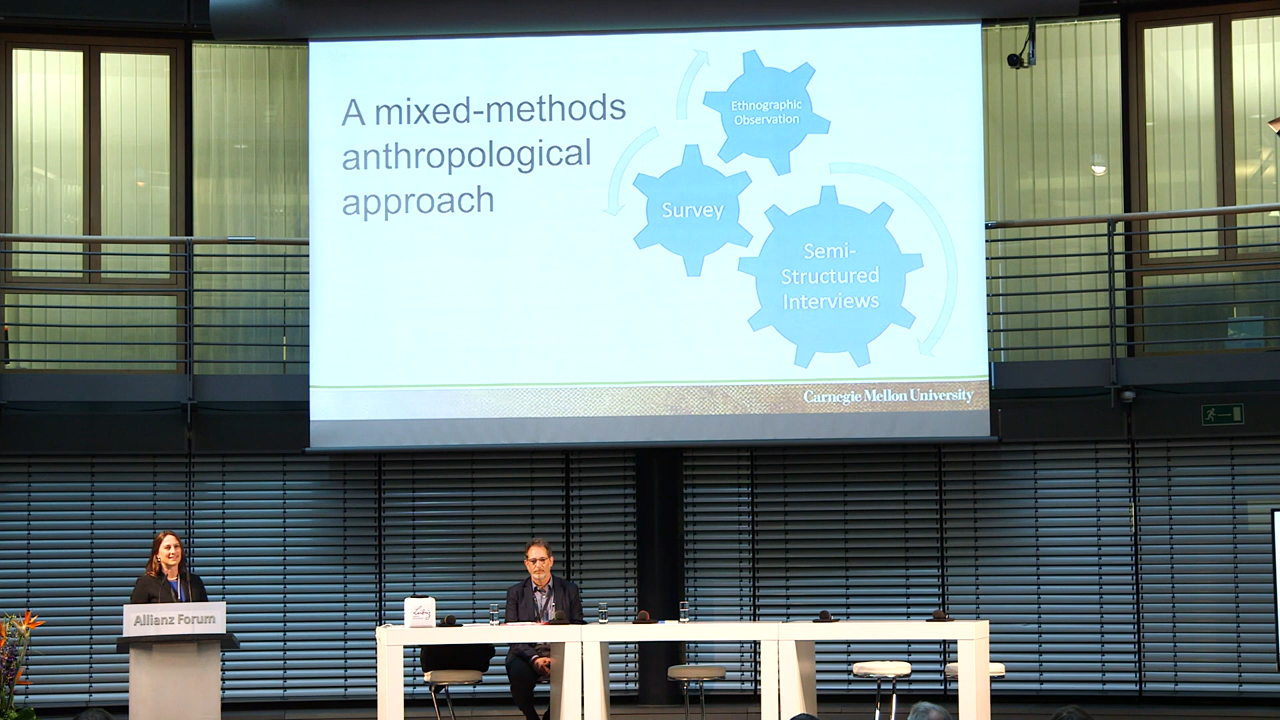 A mixed-methods
anthropological
approach
Ethnographic
Observation
Survey
Semi-
Structured
Interviews
Carnegie Mellon University
Allianz Forum